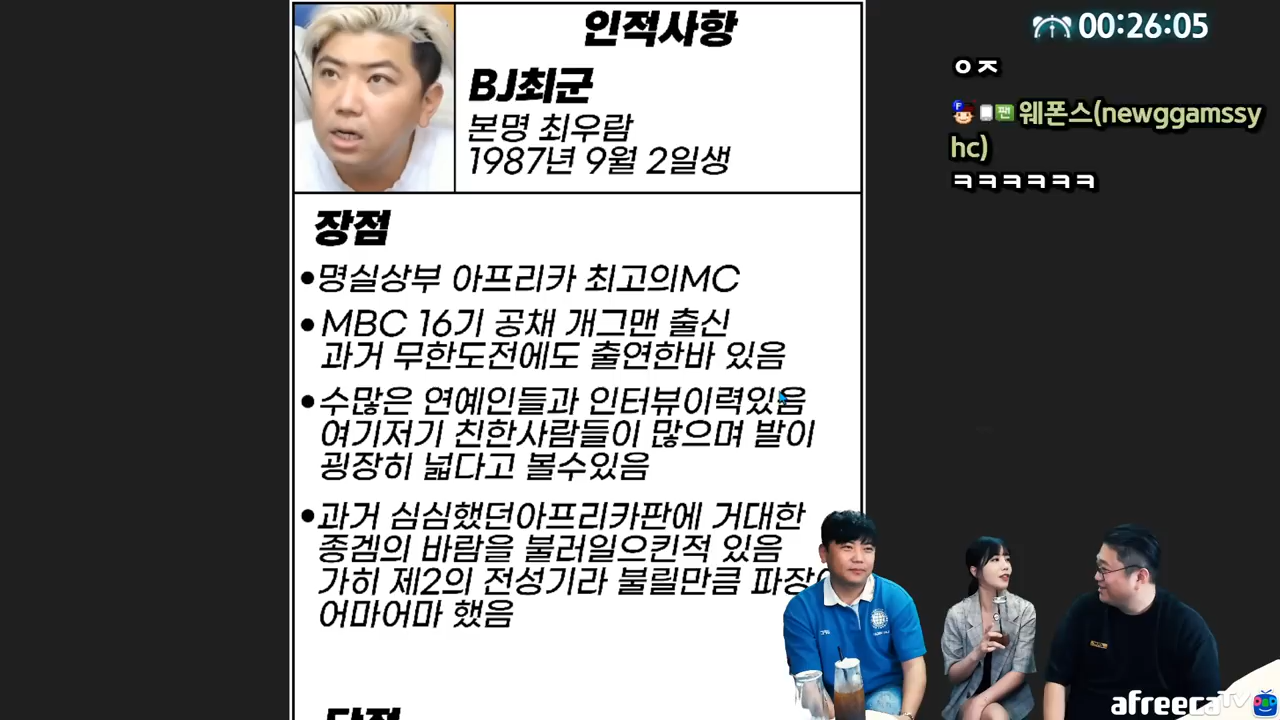 인적사항
BJ최군
본명 최우람
1987년 9월 2일생
장점
•명실상부 아프리카 최고의MC
•MBC 16기 공채 개그맨 출신
과거 무한도전에도 출연한바 있음
•수많은 연예인들과 인터뷰이력있음
여기저기 친한사람들이 많으며 발이
굉장히 넓다고 볼수있음
•과거 심심했던아프리카판에 거대한
종겜의 바람을 불러일으킨적 있음
가히 제2의 전성기라 불릴만큼 파장이
어마어마 했음
단점
00:26:05
ㅇㅈ
F 팬 웨폰스(newggamssy
hc)
ㅋㅋㅋㅋㅋㅋ
afreecaTV